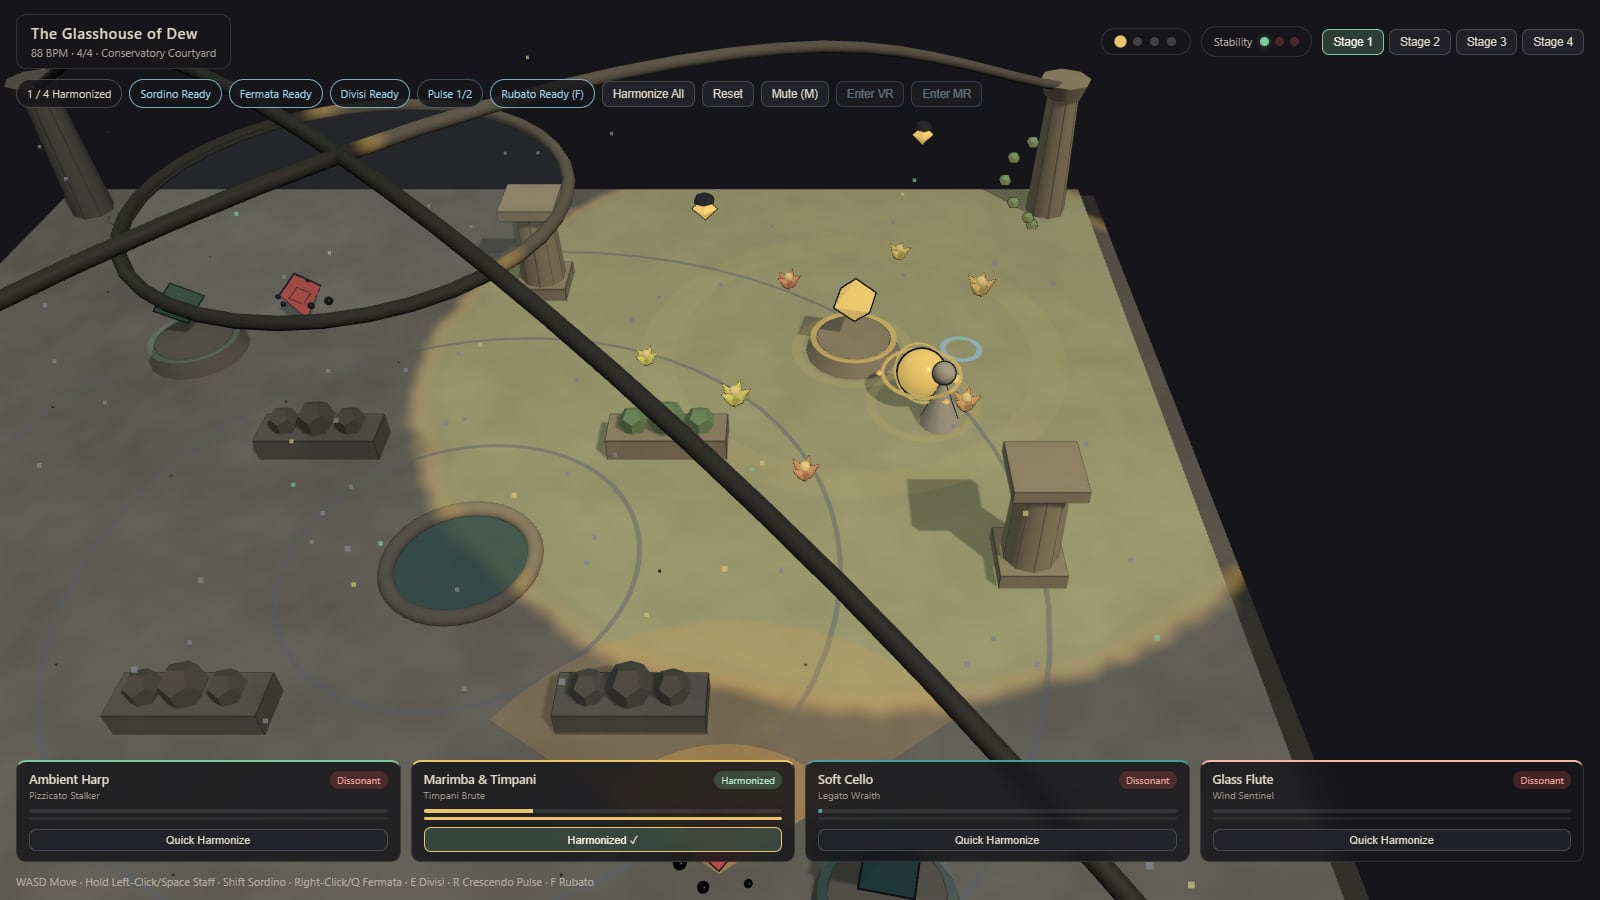 The Glasshouse of Dew
88 BPM · 4/4 · Conservatory Courtyard
Stability
Stage 1
Stage 2
Stage 3
Stage 4
1 / 4 Harmonized
Sordino Ready
Fermata Ready
Divisi Ready
Pulse 1/2
Rubato Ready (F)
Harmonize All
Reset
Mute (M)
Enter VR
Enter MR
Ambient Harp
Dissonant
Pizzicato Stalker
Quick Harmonize
Marimba & Timpani
Harmonized
Timpani Brute
Harmonized ✓
Soft Cello
Dissonant
Legato Wraith
Quick Harmonize
Glass Flute
Dissonant
Wind Sentinel
Quick Harmonize
WASD Move · Hold Left-Click/Space Staff · Shift Sordino · Right-Click/Q Fermata · E Divisi · R Crescendo Pulse · F Rubato